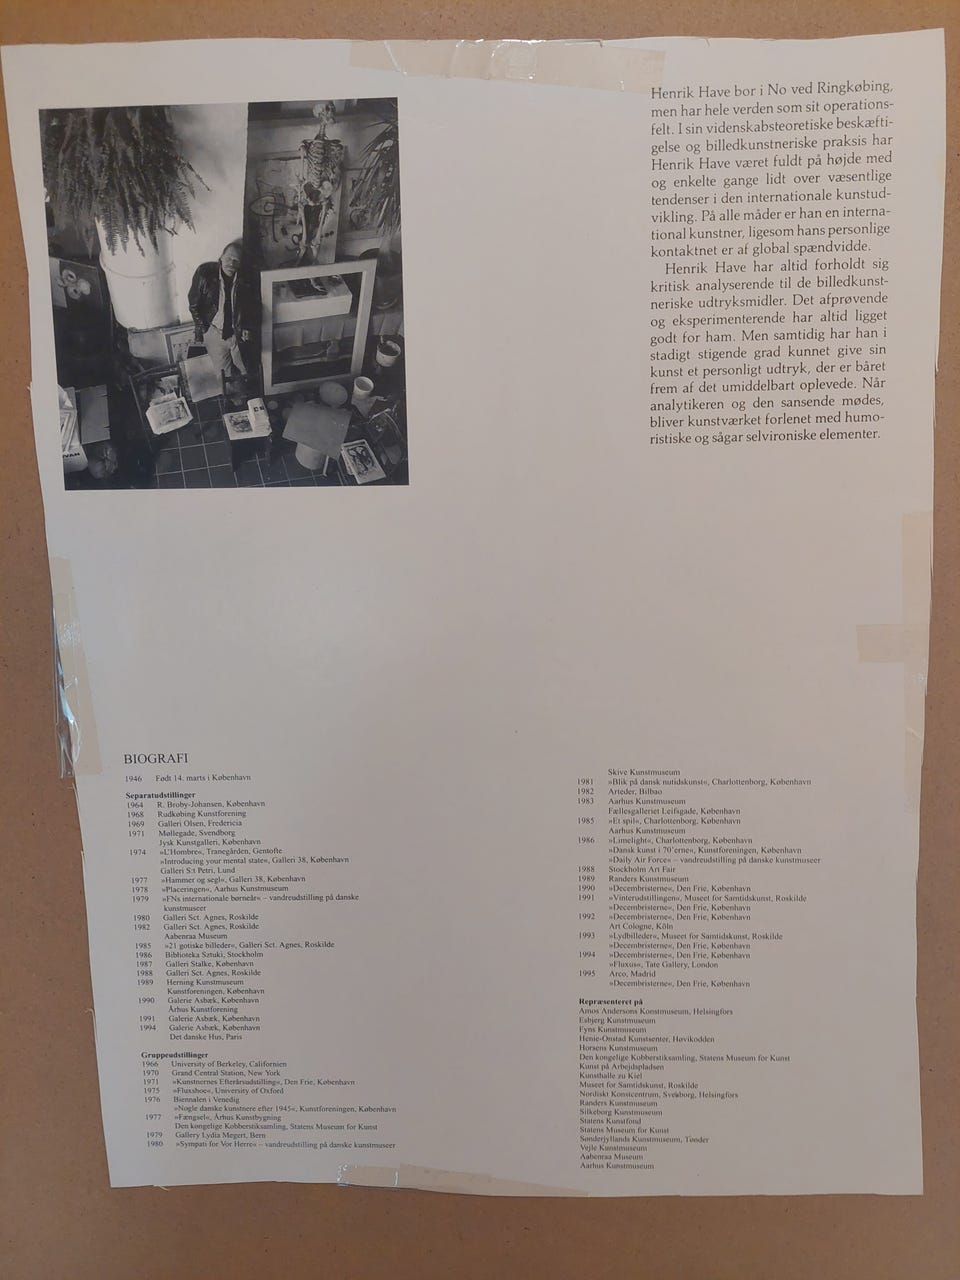 Henrik Have bor i No ved Ringkøbing,
men har hele verden som sit operations-
felt. I sin videnskabsteoretiske beskæfti-
gelse og billedkunstneriske praksis har
Henrik Have været fuldt på højde med
og enkelte gange lidt over væsentlige
tendenser i den internationale kunstud-
vikling. På alle måder er han en interna-
tional kunstner, ligesom hans personlige
kontaktnet er af global spændvidde.
Henrik Have har altid forholdt sig
kritisk analyserende til de billedkunst-
neriske udtryksmidler. Det afprøvende
og eksperimenterende har altid ligget
godt for ham. Men samtidig har han i
stadigt stigende grad kunnet give sin
kunst et personligt udtryk, der er båret
frem af det umiddelbart oplevede. Når
analytikeren og den sansende mødes,
bliver kunstværket forlenet med humo-
ristiske og sågar selvironiske elementer.
BIOGRAFI
1946 Født 14. marts i København
Separatudstillinger
1964 R. Broby-Johansen, København
1968 Rudkøbing Kunstforening
1969 Galleri Olsen, Fredericia
1971 Møllegade, Svendborg
Jysk Kunstgalleri, København
1974 »L'Hombre«, Tranegården, Gentofte
»Introducing your mental state«, Galleri 38, København
Galleri S:t Petri, Lund
1977 »Hammer og segl«, Galleri 38, København
1978 »Placeringen«, Aarhus Kunstmuseum
1979 »FNs internationale børneår« – vandreudstilling på danske
kunstmuseer
1980 Galleri Sct. Agnes, Roskilde
1982 Galleri Sct. Agnes, Roskilde
Aabenraa Museum
1985 »21 gotiske billeder«, Galleri Sct. Agnes, Roskilde
1986 Biblioteka Sztuki, Stockholm
1987 Galleri Stalke, København
1988 Galleri Sct. Agnes, Roskilde
1989 Herning Kunstmuseum
Kunstforeningen, København
1990 Galerie Asbæk, København
Århus Kunstforening
1991 Galerie Asbæk, København
1994 Galerie Asbæk, København
Det danske Hus, Paris
Gruppeudstillinger
1966 University of Berkeley, Californien
1970 Grand Central Station, New York
1971 »Kunstnernes Efterårsudstilling«, Den Frie, København
1975 »Fluxshoe«, University of Oxford
1976 Biennalen i Venedig
»Nogle danske kunstnere efter 1945«, Kunstforeningen, København
1977 »Fængsel«, Århus Kunstbygning
Den kongelige Kobberstiksamling, Statens Museum for Kunst
1979 Gallery Lydia Megert, Bern
1980 »Sympati for Vor Herre« – vandreudstilling på danske kunstmuseer
Skive Kunstmuseum
1981 »Blik på dansk nutidskunst«, Charlottenborg, København
1982 Arteder, Bilbao
1983 Aarhus Kunstmuseum
Fællesgalleriet Leifsgade, København
1985 »Et spil«, Charlottenborg, København
Aarhus Kunstmuseum
1986 »Limelight«, Charlottenborg, København
»Dansk kunst i 70'erne«, Kunstforeningen, København
»Daily Air Force« – vandreudstilling på danske kunstmuseer
1988 Stockholm Art Fair
1989 Randers Kunstmuseum
1990 »Decembristerne«, Den Frie, København
1991 »Vinterudstillingen«, Museet for Samtidskunst, Roskilde
»Decembristerne«, Den Frie, København
1992 »Decembristerne«, Den Frie, København
Art Cologne, Köln
1993 »Lydbilleder«, Museet for Samtidskunst, Roskilde
»Decembristerne«, Den Frie, København
1994 »Decembristerne«, Den Frie, København
»Fluxus«, Tate Gallery, London
1995 Arco, Madrid
»Decembristerne«, Den Frie, København
Repræsenteret på
Amos Andersons Konstmuseum, Helsingfors
Esbjerg Kunstmuseum
Fyns Kunstmuseum
Henie-Onstad Kunstsenter, Høvikodden
Horsens Kunstmuseum
Den kongelige Kobberstiksamling, Statens Museum for Kunst
Kunst på Arbejdspladsen
Kunsthalle zu Kiel
Museet for Samtidskunst, Roskilde
Nordiskt Konstcentrum, Sveaborg, Helsingfors
Randers Kunstmuseum
Silkeborg Kunstmuseum
Statens Kunstfond
Statens Museum for Kunst
Sønderjyllands Kunstmuseum, Tønder
Vejle Kunstmuseum
Aabenraa Museum
Aarhus Kunstmuseum